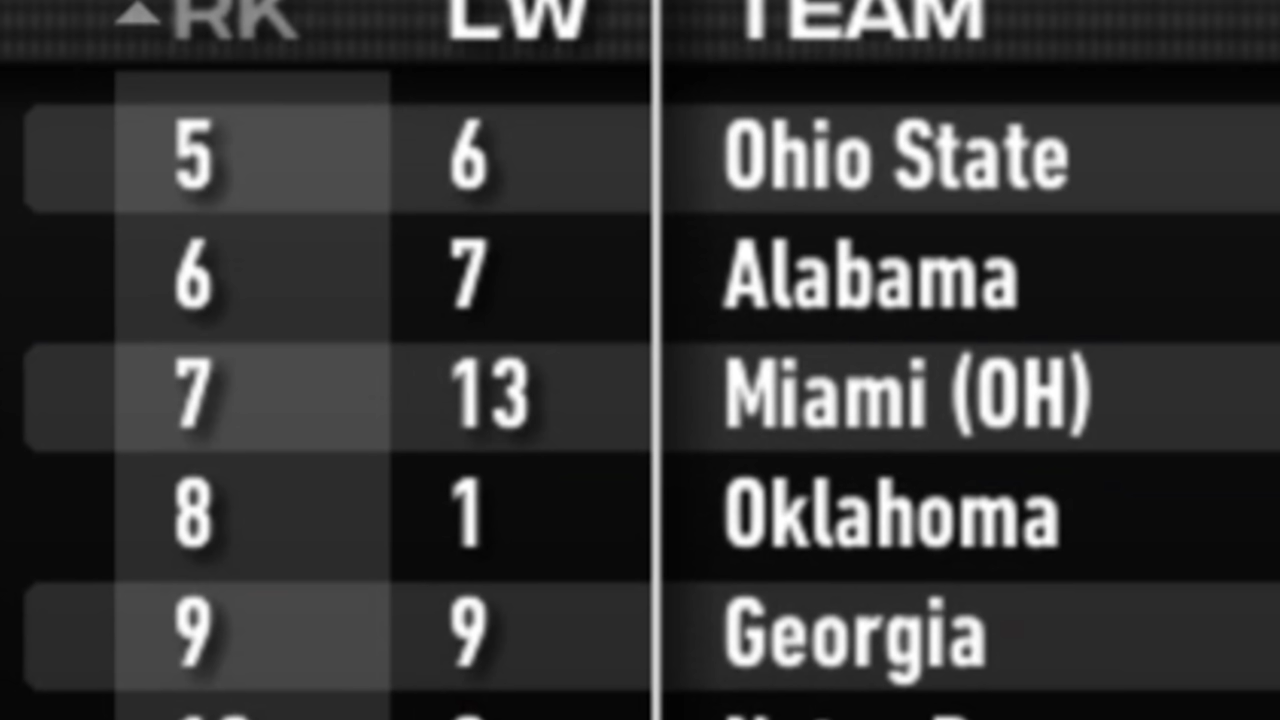 RK LW TEAM
5 6 Ohio State
6 7 Alabama
7 13 Miami (OH)
8 1 Oklahoma
9 9 Georgia